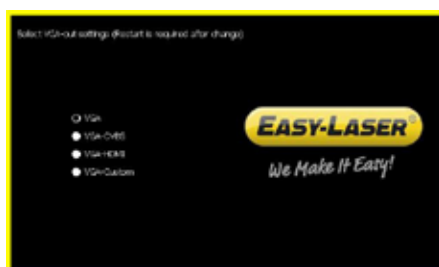 Select VGA-out settings (Restart is required after change)
VGA
VGA-CVBS
VGA-HDMI
VGA-Custom
EASY-LASER®
We Make It Easy!